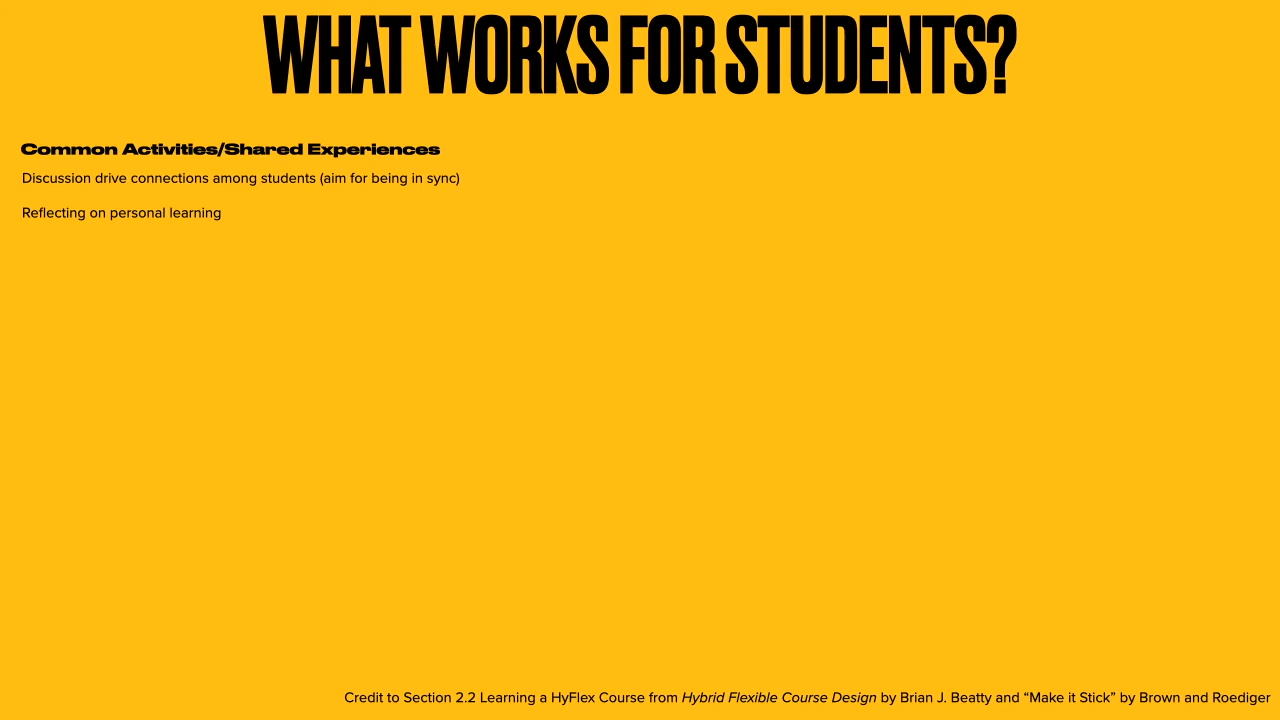 WHAT WORKS FOR STUDENTS?
Common Activities/Shared Experiences
Discussion drive connections among students (aim for being in sync)
Reflecting on personal learning
Credit to Section 2.2 Learning a HyFlex Course from Hybrid Flexible Course Design by Brian J. Beatty and “Make it Stick” by Brown and Roediger